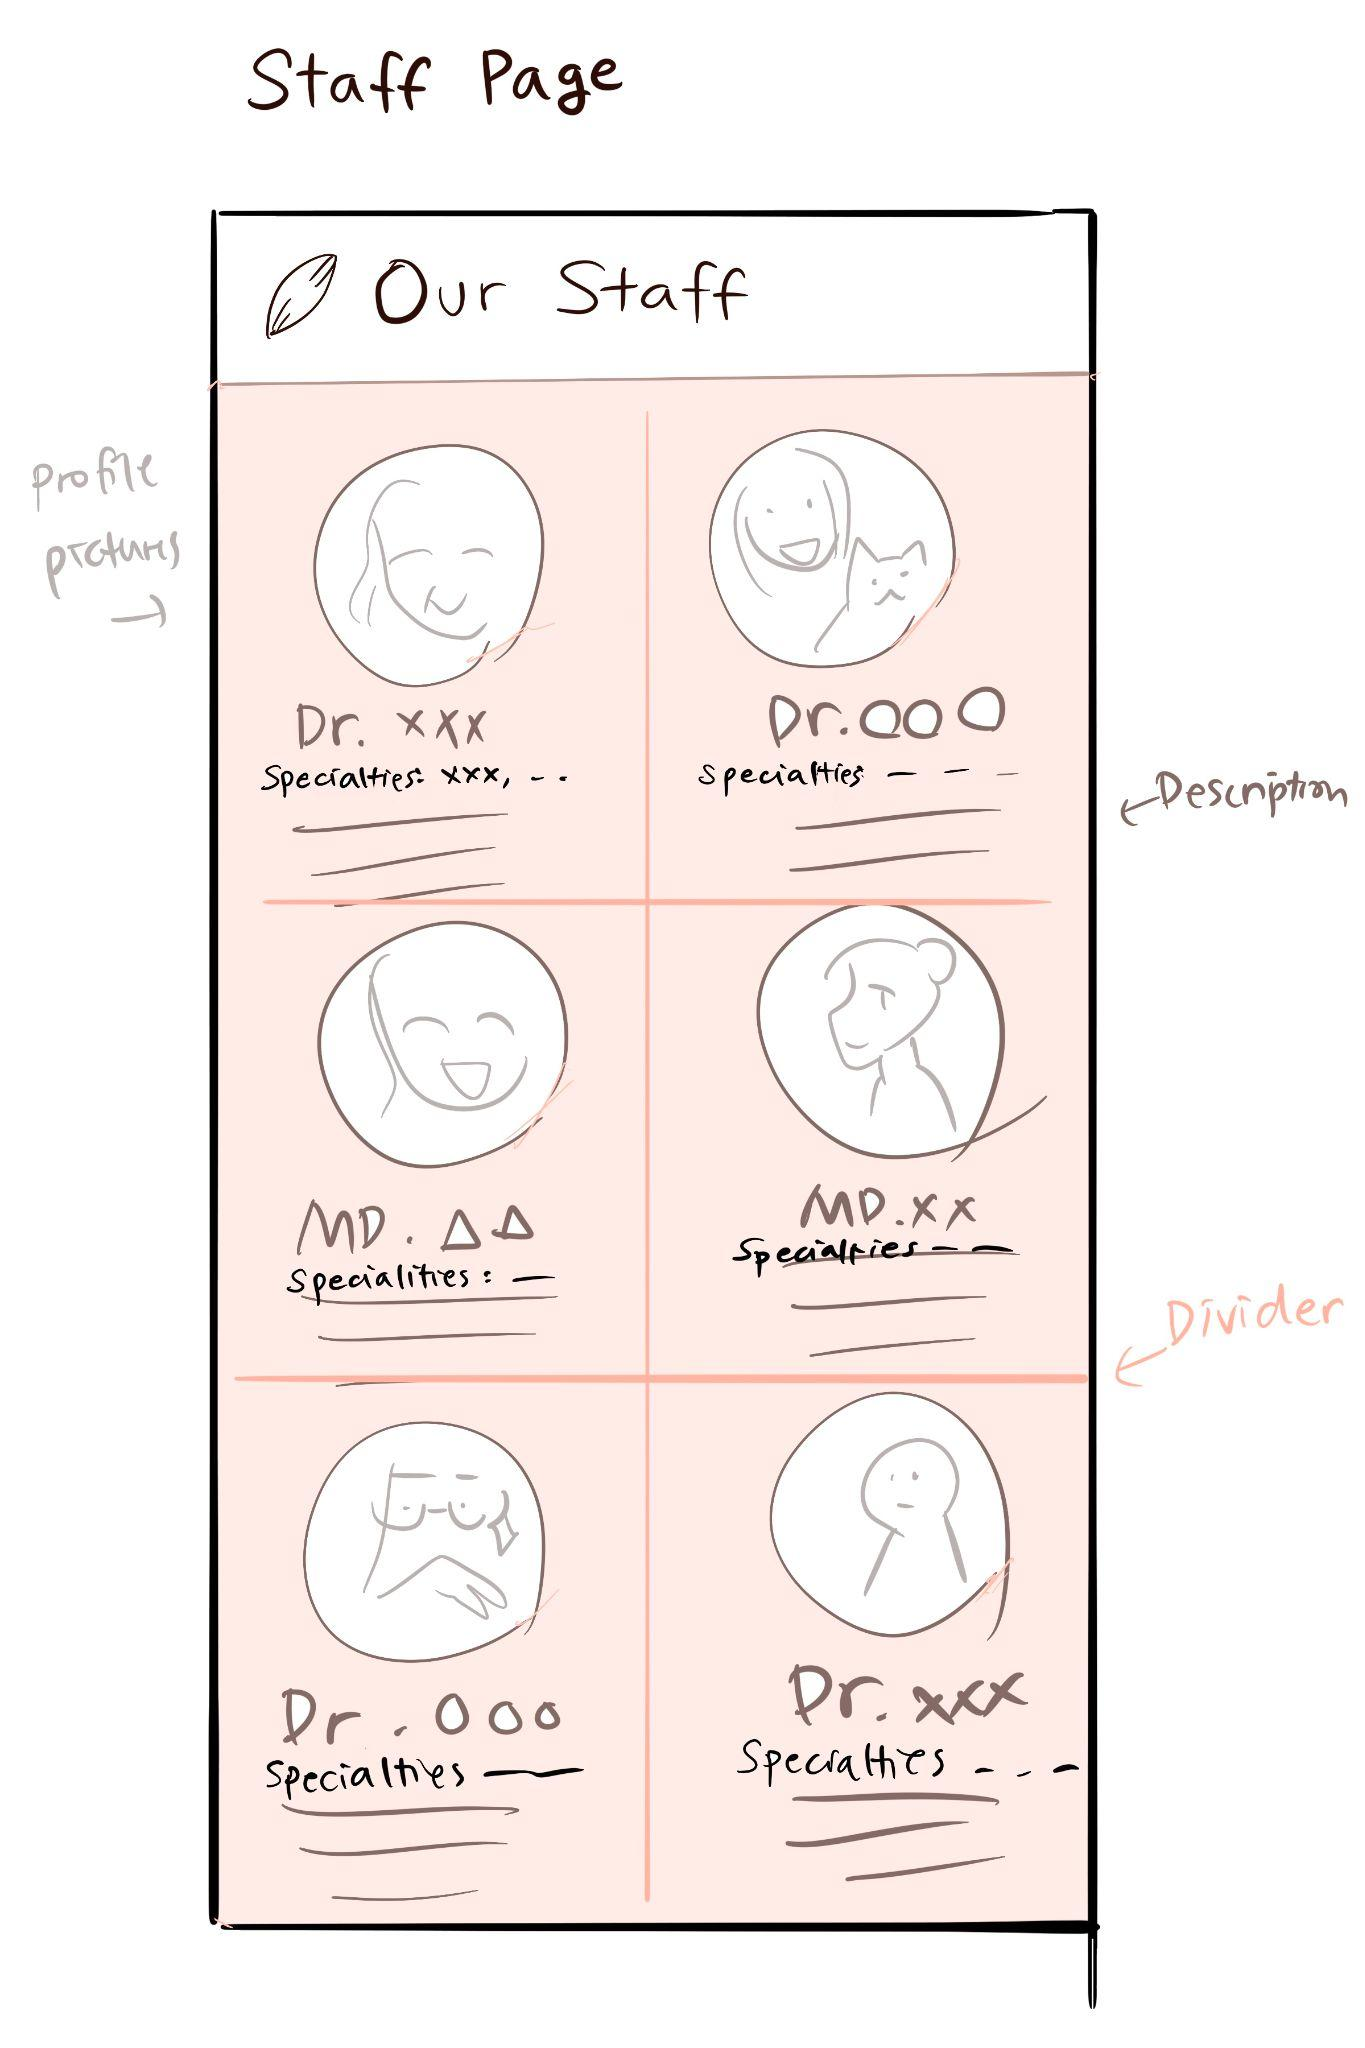 Staff Page
Our Staff
Profile
pictures
→
Dr. xxx
Specialties: xxx, - -
Dr. OOO
Specialties - - -
← Description
MD. △△
Specialities: —
MD. xx
Specialties - -
← Divider
Dr. OOO
Specialties —
Dr. xxx
Specialties - - -